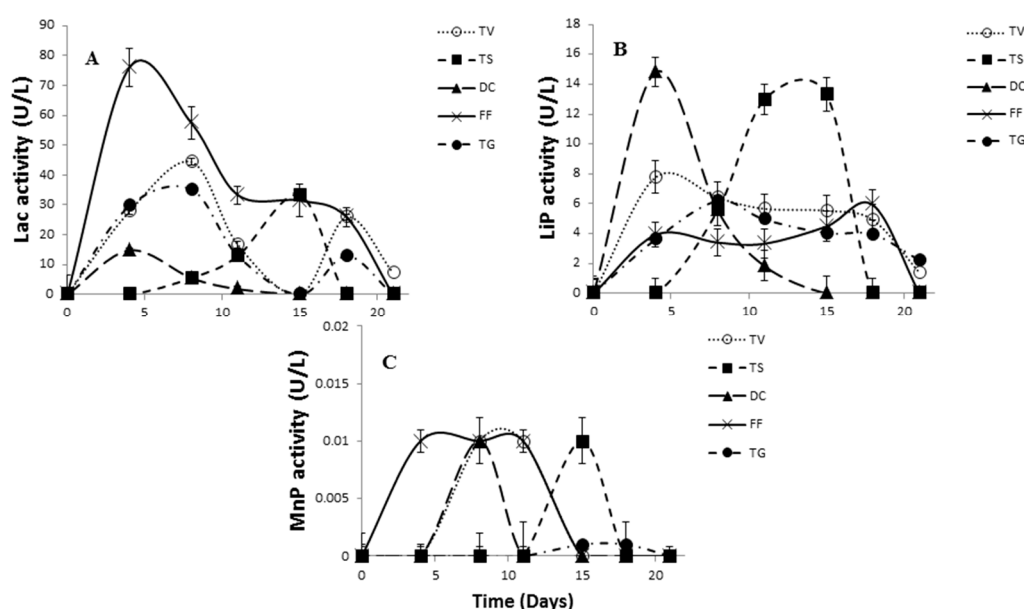 A
Lac activity (U/L)
90
80
70
60
50
40
30
20
10
0
0 5 10 15 20
TV
TS
DC
FF
TG
B
LiP activity (U/L)
18
16
14
12
10
8
6
4
2
0
0 5 10 15 20
TV
TS
DC
FF
TG
C
MnP activity (U/L)
0.02
0.015
0.01
0.005
0
0 5 10 15 20
Time (Days)
TV
TS
DC
FF
TG